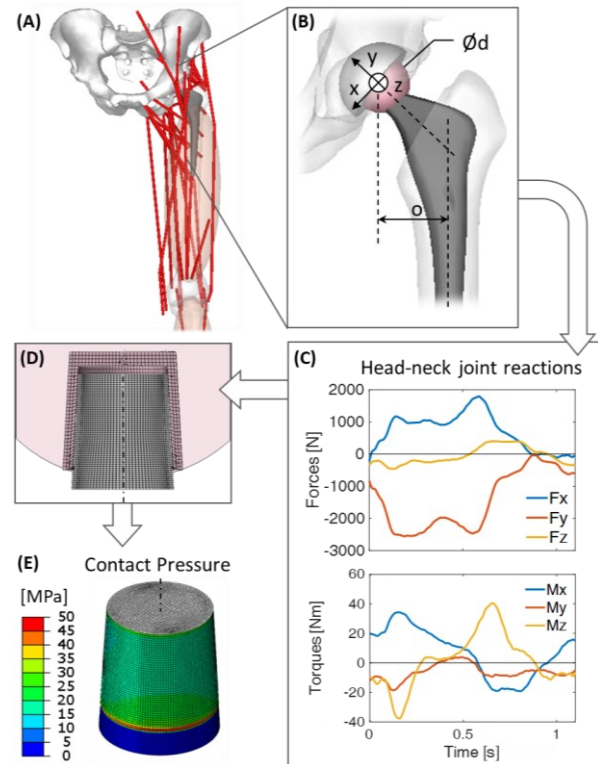 (A)
(B)
Ød
y
x
z
o
(C)
Head-neck joint reactions
2000
1000
0
-1000
-2000
-3000
Forces [N]
Fx
Fy
Fz
60
40
20
0
-20
-40
Torques [Nm]
Mx
My
Mz
0
0.5
1
Time [s]
(D)
(E)
Contact Pressure
[MPa]
50
45
40
35
30
25
20
15
10
5
0